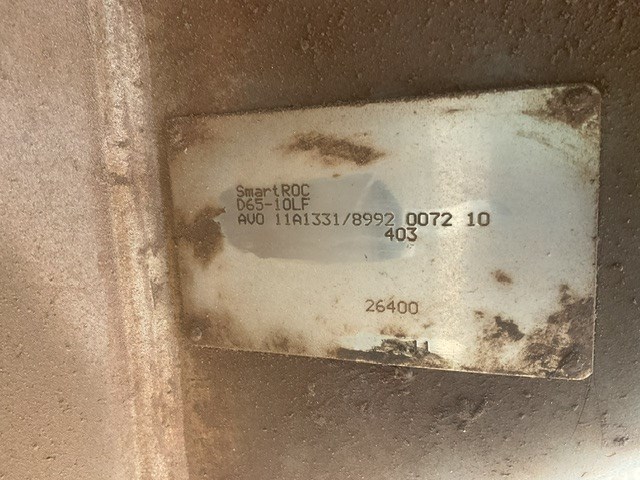 SmartROC
D65-10LF
AVO 11A1331/8992 0072 10
403
26400